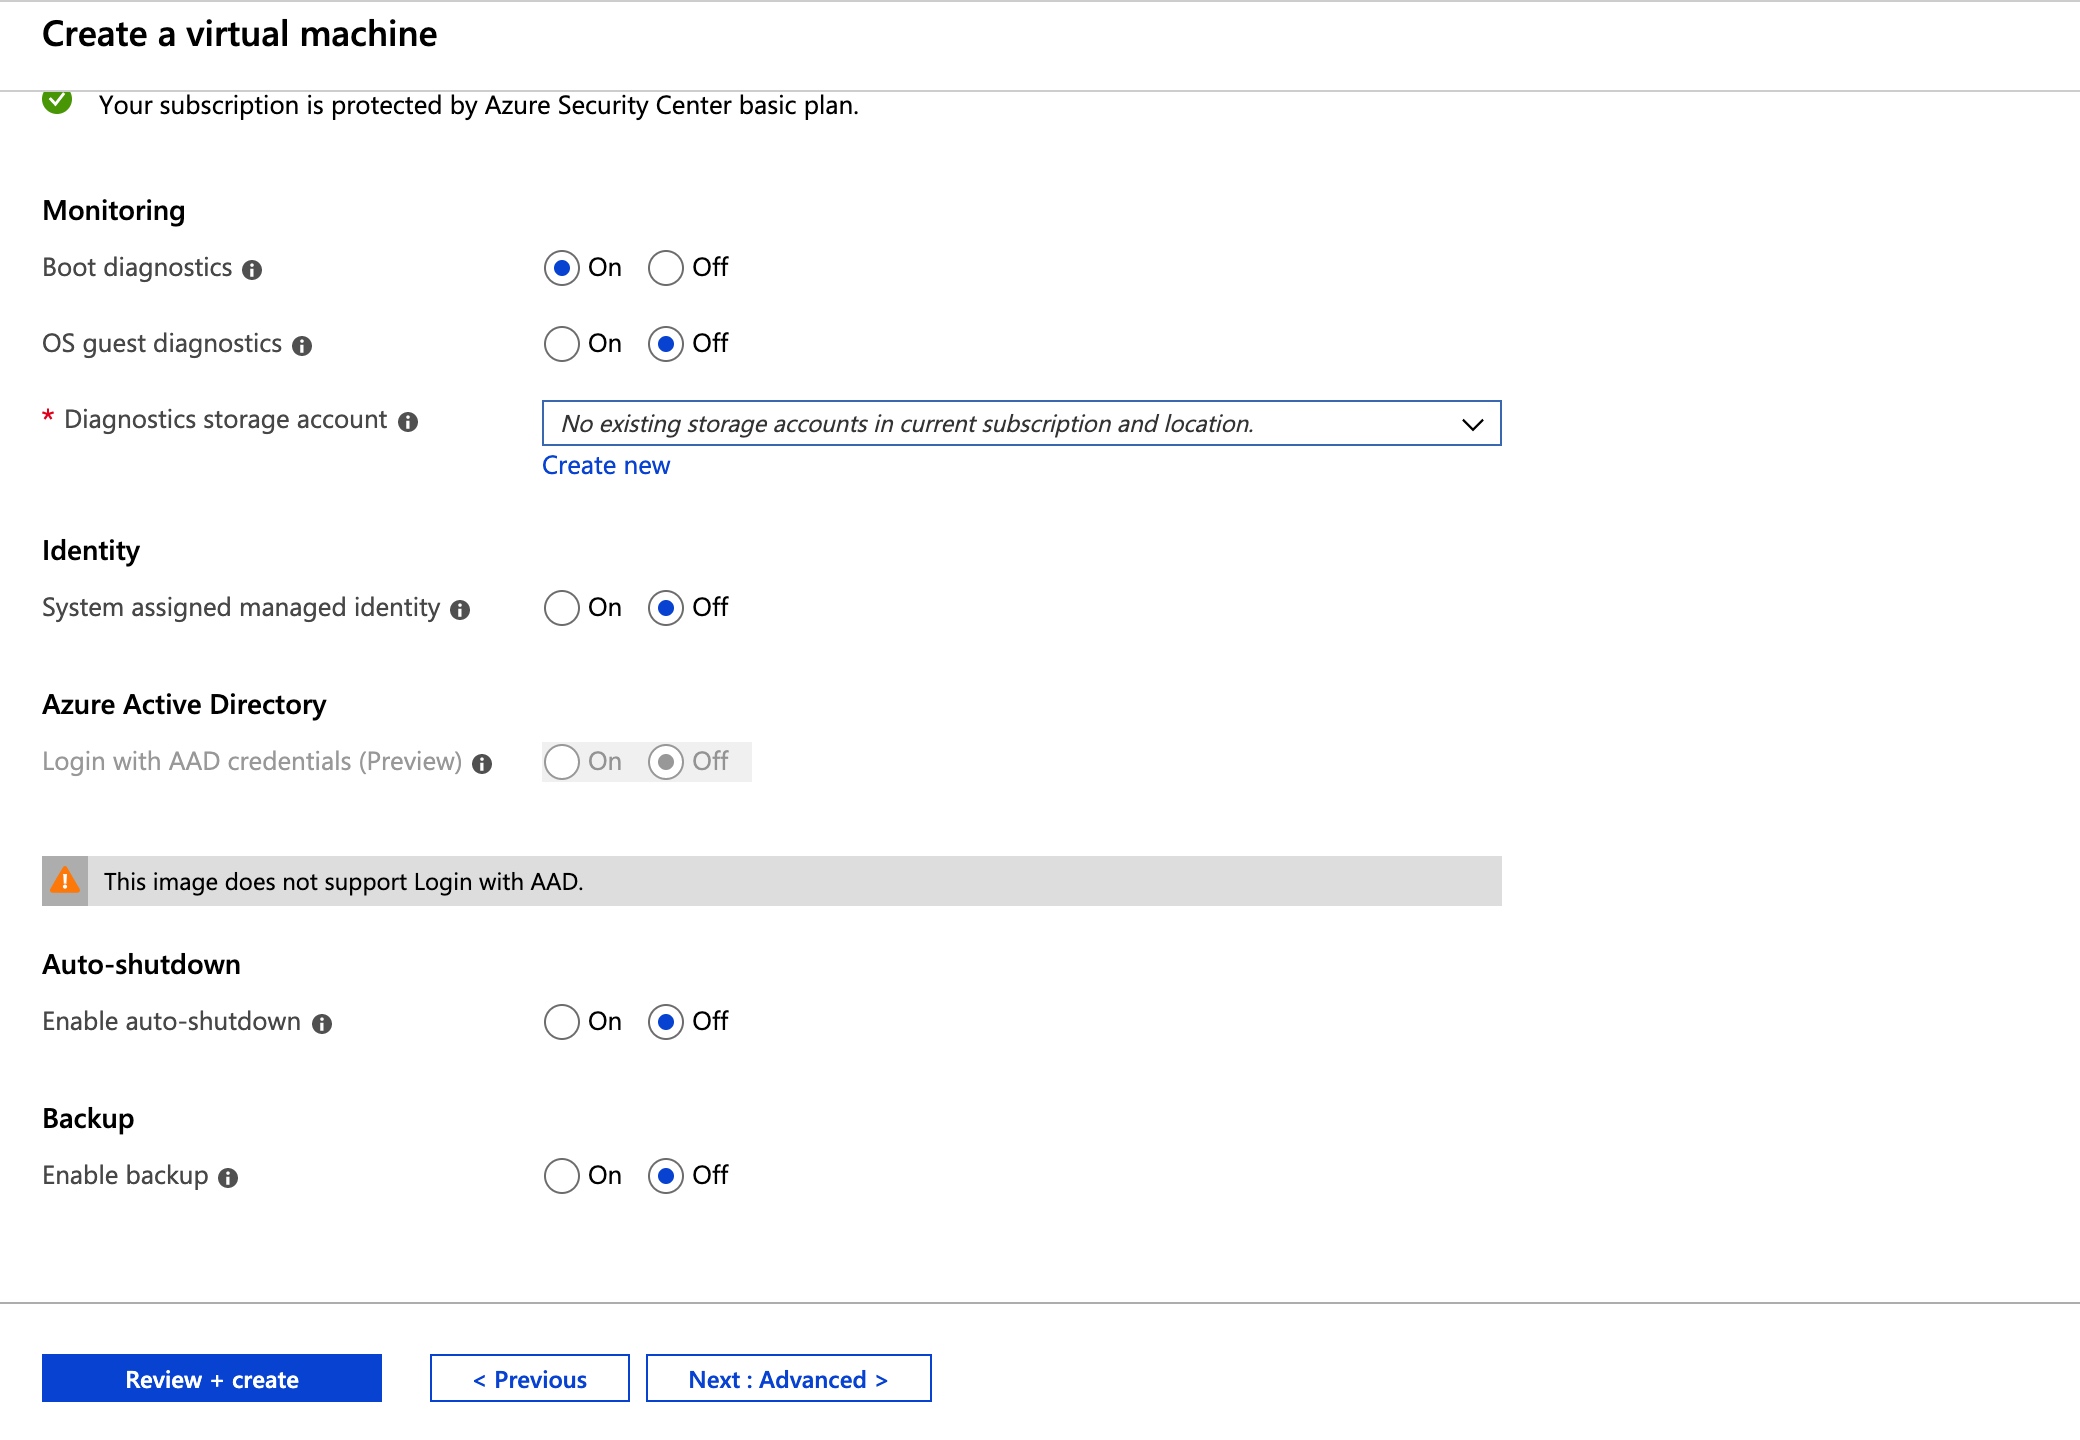 Create a virtual machine
Your subscription is protected by Azure Security Center basic plan.
Monitoring
Boot diagnostics On Off
OS guest diagnostics On Off
* Diagnostics storage account No existing storage accounts in current subscription and location.
Create new
Identity
System assigned managed identity On Off
Azure Active Directory
Login with AAD credentials (Preview) On Off
This image does not support Login with AAD.
Auto-shutdown
Enable auto-shutdown On Off
Backup
Enable backup On Off
Review + create < Previous Next : Advanced >